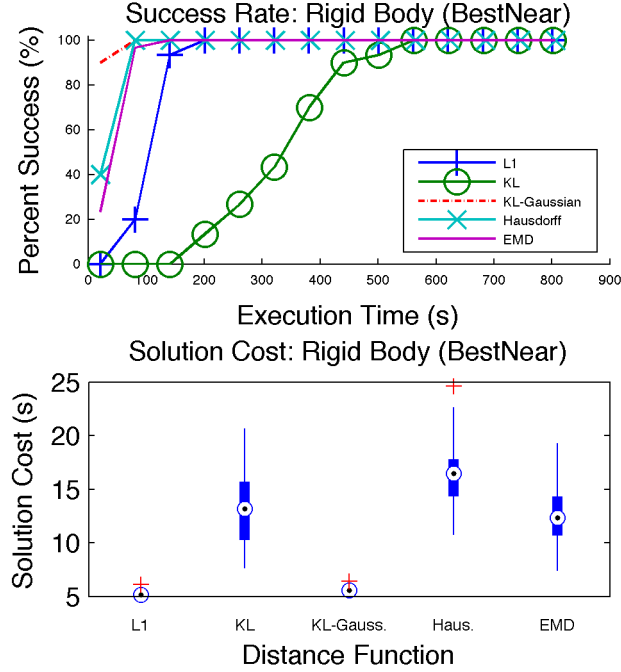 Success Rate: Rigid Body (BestNear)
Percent Success (%)
100
80
60
40
20
0
L1
KL
KL-Gaussian
Hausdorff
EMD
0 100 200 300 400 500 600 700 800 900
Execution Time (s)
Solution Cost: Rigid Body (BestNear)
Solution Cost (s)
25
20
15
10
5
L1 KL KL-Gauss. Haus. EMD
Distance Function